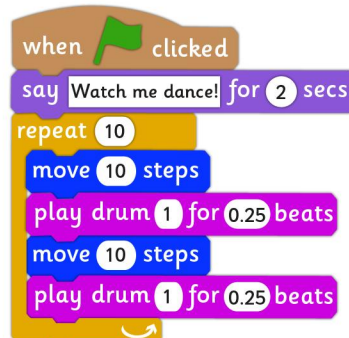 when clicked
say Watch me dance! for 2 secs
repeat 10
move 10 steps
play drum 1 for 0.25 beats
move 10 steps
play drum 1 for 0.25 beats